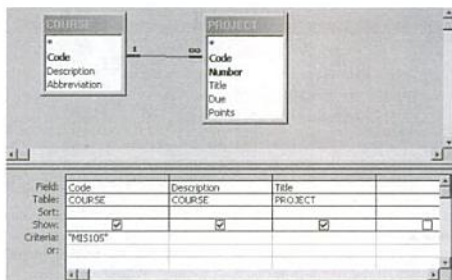 COURSE
*
Code
Description
Abbreviation
1
∞
PROJECT
*
Code
Number
Title
Due
Points
Field: Code Description Title
Table: COURSE COURSE PROJECT
Sort:
Show:
Criteria: "MIS105"
or: